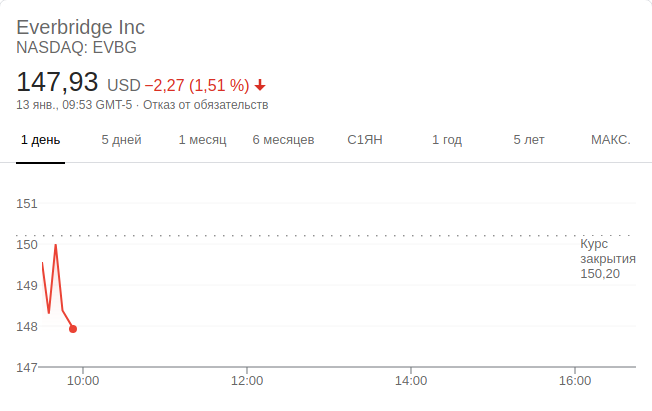 Everbridge Inc
NASDAQ: EVBG
147,93 USD −2,27 (1,51 %)
13 янв., 09:53 GMT-5 · Отказ от обязательств
1 день 5 дней 1 месяц 6 месяцев С1ЯН 1 год 5 лет МАКС.
151
150
149
148
147
Курс
закрытия
150,20
10:00 12:00 14:00 16:00